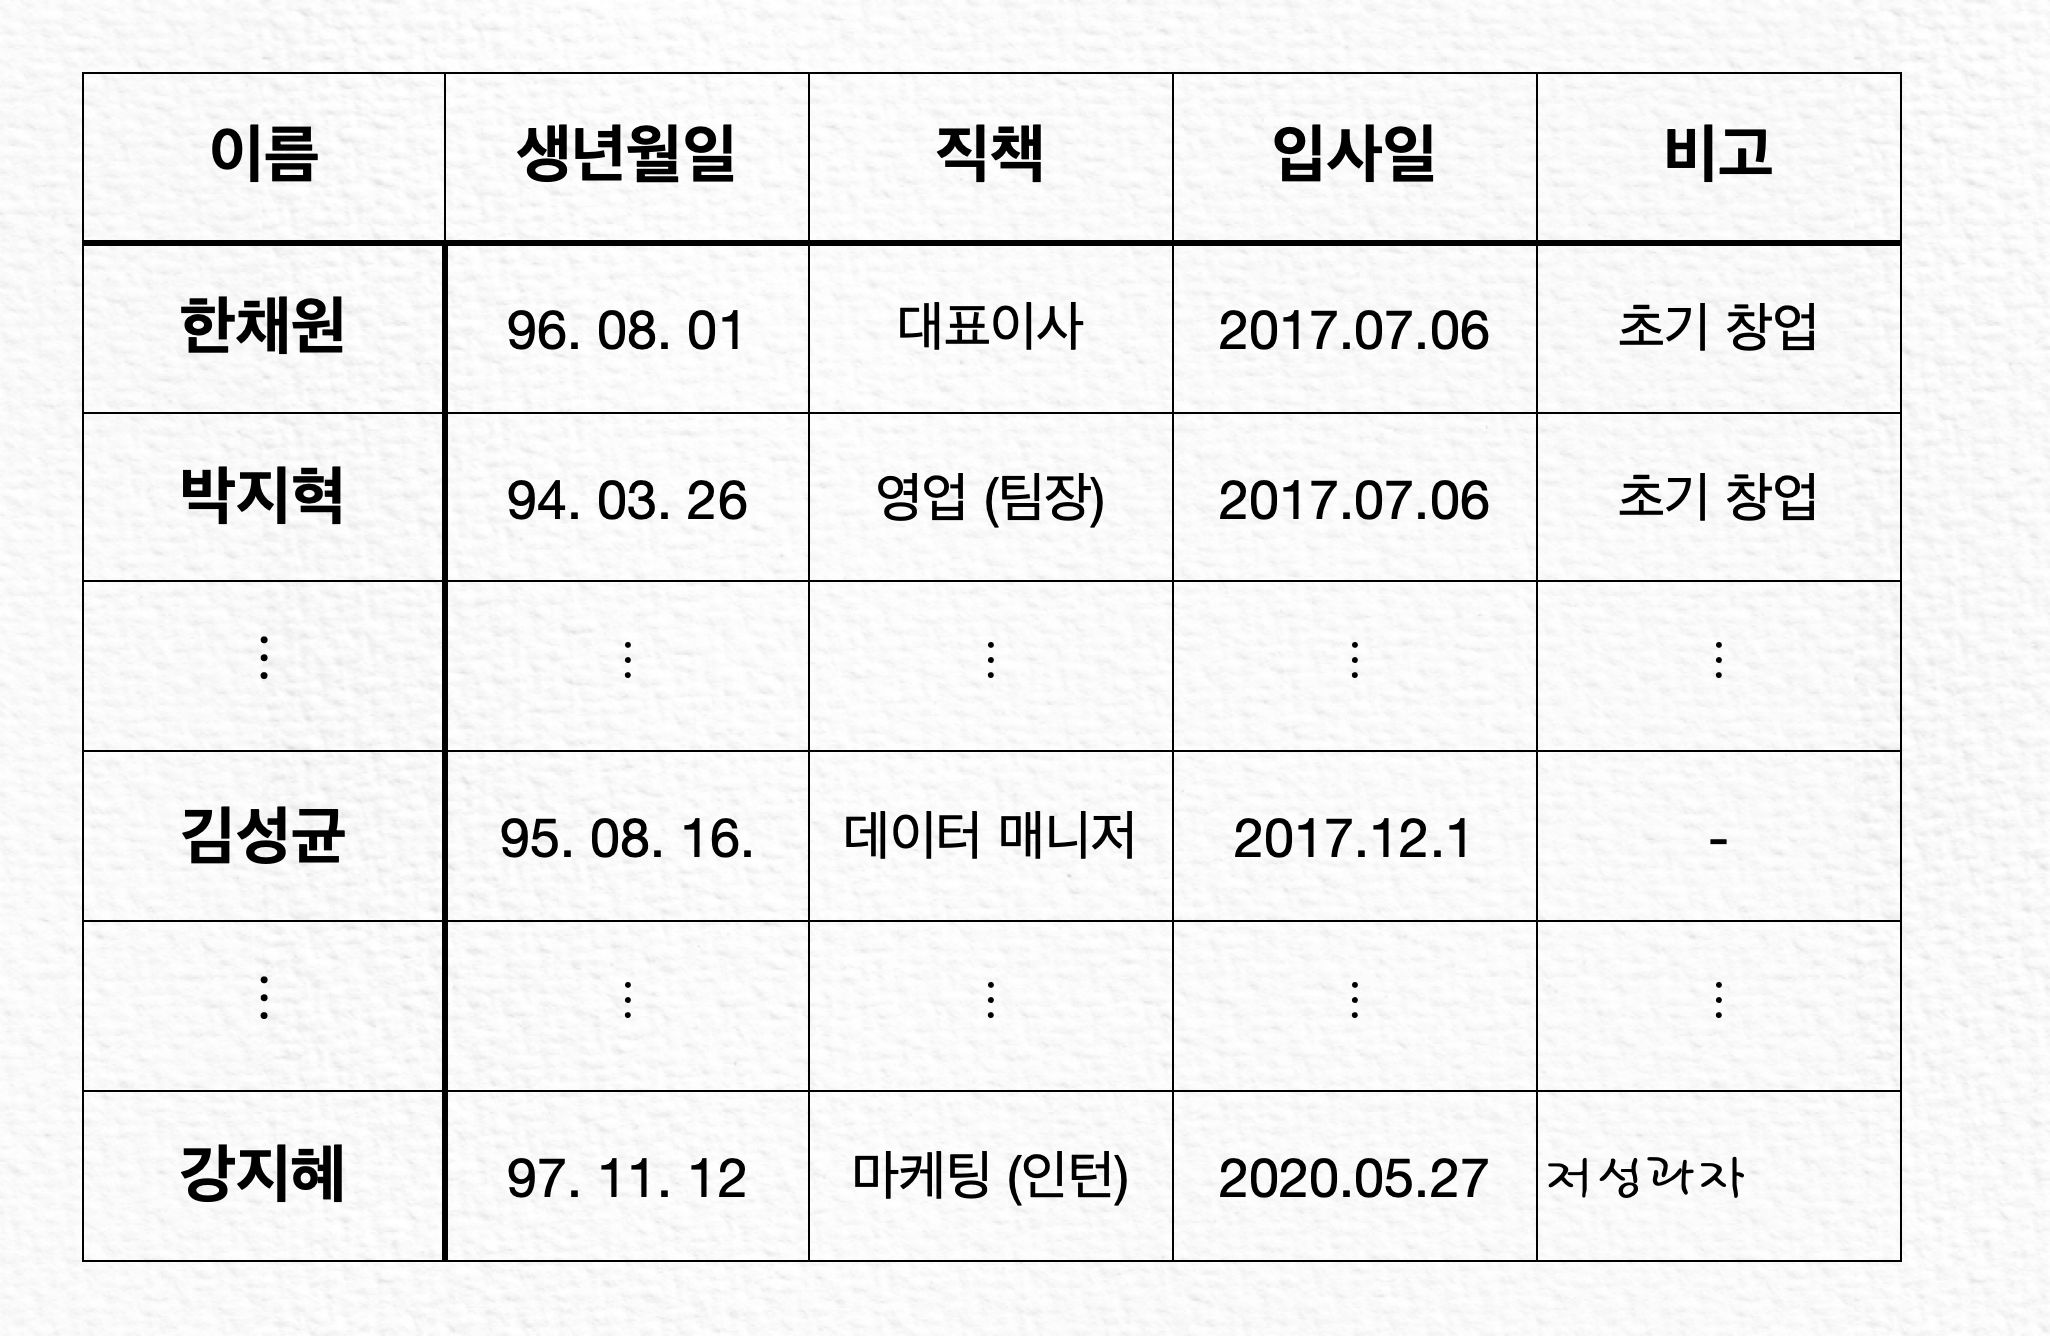 이름 생년월일 직책 입사일 비고
한채원 96. 08. 01 대표이사 2017.07.06 초기 창업
박지혁 94. 03. 26 영업 (팀장) 2017.07.06 초기 창업
⋮ ⋮ ⋮ ⋮ ⋮
김성균 95. 08. 16. 데이터 매니저 2017.12.1 -
⋮ ⋮ ⋮ ⋮ ⋮
강지혜 97. 11. 12 마케팅 (인턴) 2020.05.27 저성과자